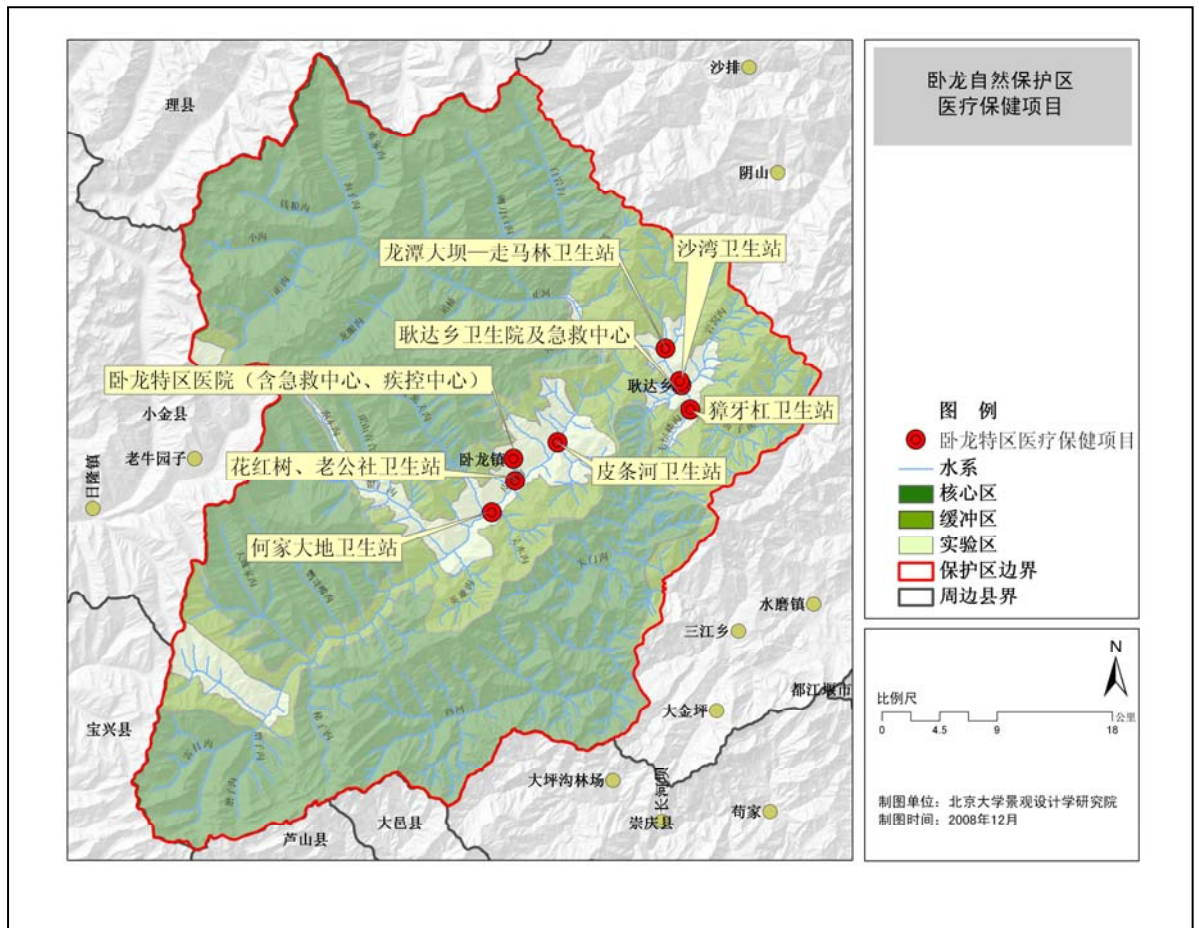 卧龙自然保护区
医疗保健项目
沙排
理县
阴山
龙潭大坝—走马林卫生站
沙湾卫生站
耿达乡卫生院及急救中心
卧龙特区医院（含急救中心、疾控中心）
耿达乡
獐牙杠卫生站
小金县
老牛园子
日隆镇
花红树、老公社卫生站
卧龙镇
皮条河卫生站
何家大地卫生站
钱粮沟
小沟
正河
水磨镇
三江乡
都江堰市
大金坪
宝兴县
西河
大坪沟林场
长河坝
崇庆县
苟家
大邑县
芦山县
图 例
卧龙特区医疗保健项目
水系
核心区
缓冲区
实验区
保护区边界
周边县界
N
比例尺
公里
0 4.5 9 18
制图单位：北京大学景观设计学研究院
制图时间：2008年12月